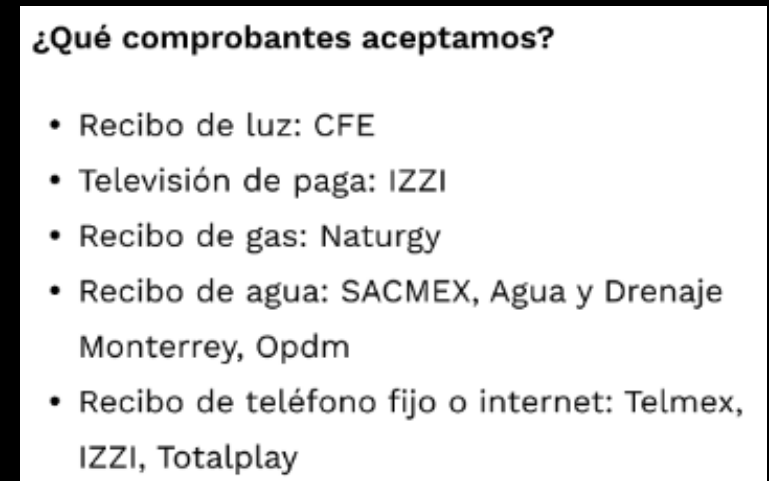 ¿Qué comprobantes aceptamos?
• Recibo de luz: CFE
• Televisión de paga: IZZI
• Recibo de gas: Naturgy
• Recibo de agua: SACMEX, Agua y Drenaje
Monterrey, Opdm
• Recibo de teléfono fijo o internet: Telmex,
IZZI, Totalplay